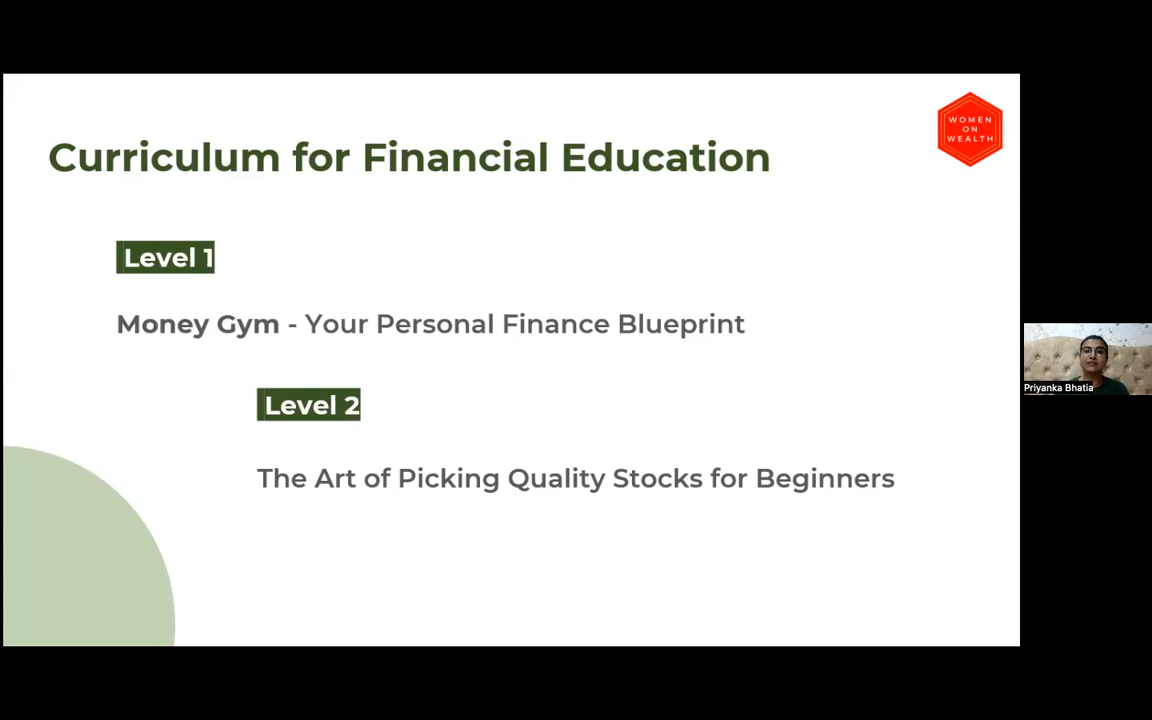 Curriculum for Financial Education
WOMEN
ON
WEALTH
Level 1
Money Gym - Your Personal Finance Blueprint
Level 2
The Art of Picking Quality Stocks for Beginners
Priyanka Bhatia